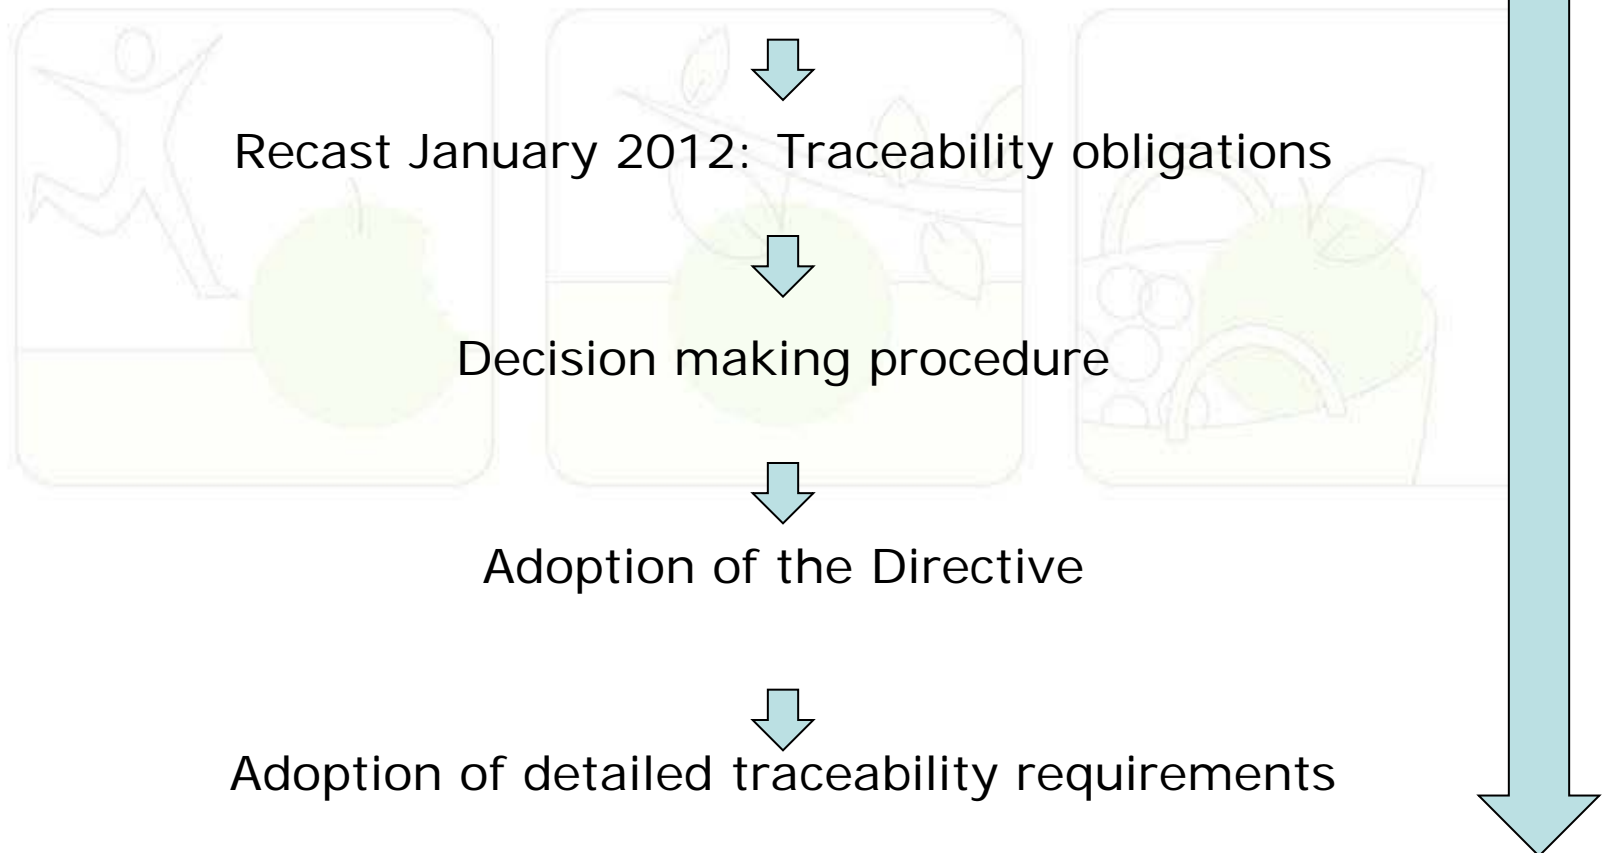 Recast January 2012: Traceability obligations
Decision making procedure
Adoption of the Directive
Adoption of detailed traceability requirements